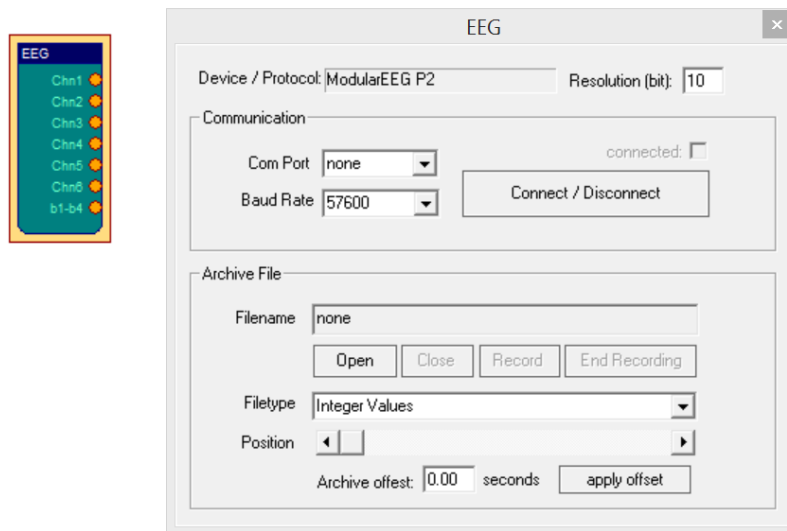 EEG
Chn1
Chn2
Chn3
Chn4
Chn5
Chn6
b1-b4
EEG
Device / Protocol: ModularEEG P2 Resolution (bit): 10
Communication
connected:
Com Port none
Connect / Disconnect
Baud Rate 57600
Archive File
Filename none
Open Close Record End Recording
Filetype Integer Values
Position
Archive offest: 0.00 seconds apply offset